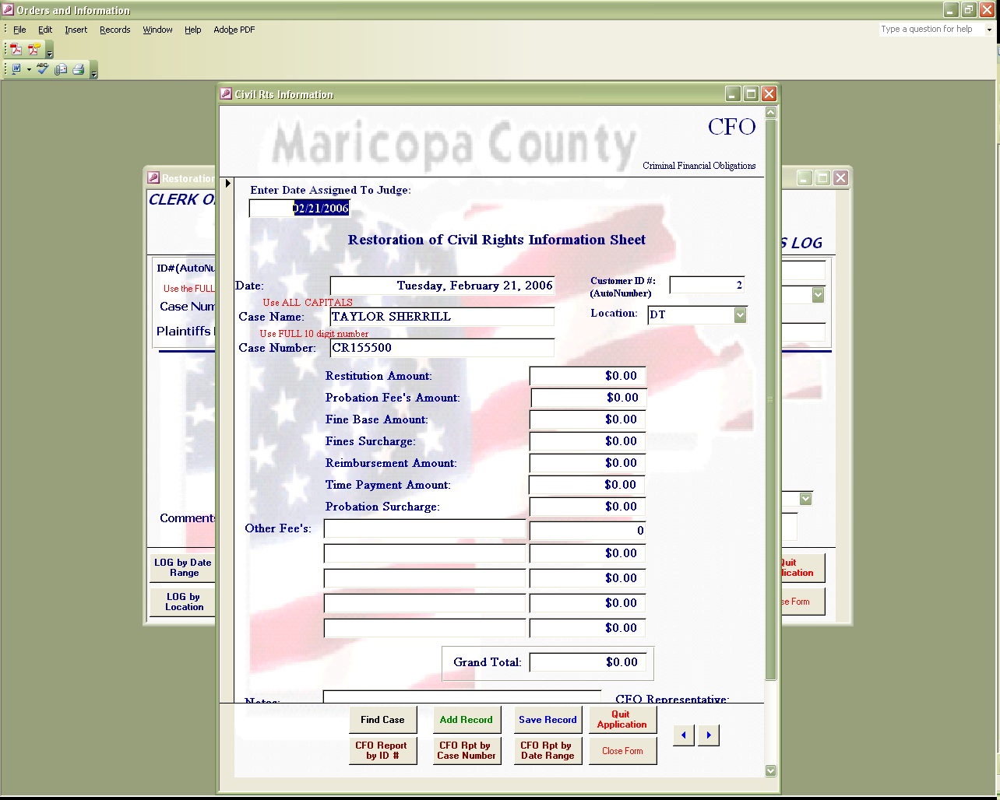 Orders and Information
File Edit Insert Records Window Help Adobe PDF
Type a question for help
Civil Rts Information
Maricopa County
CFO
Criminal Financial Obligations
Enter Date Assigned To Judge:
02/21/2006
Restoration of Civil Rights Information Sheet
Date: Tuesday, February 21, 2006
Customer ID #: 2
(AutoNumber)
Use ALL CAPITALS
Case Name: TAYLOR SHERRILL
Location: DT
Use FULL 10 digit number
Case Number: CR155500
Restitution Amount: $0.00
Probation Fee's Amount: $0.00
Fine Base Amount: $0.00
Fines Surcharge: $0.00
Reimbursement Amount: $0.00
Time Payment Amount: $0.00
Probation Surcharge: $0.00
Other Fee's: 0
$0.00
$0.00
$0.00
$0.00
Grand Total: $0.00
Notes: CFO Representative:
Find Case Add Record Save Record Quit Application
CFO Report by ID # CFO Rpt by Case Number CFO Rpt by Date Range Close Form
Restoration
CLERK O
S LOG
ID#(AutoNu
Use the FULL
Case Num
Plaintiffs
Comments
LOG by Date
Range
LOG by
Location
Quit
lication
se Form